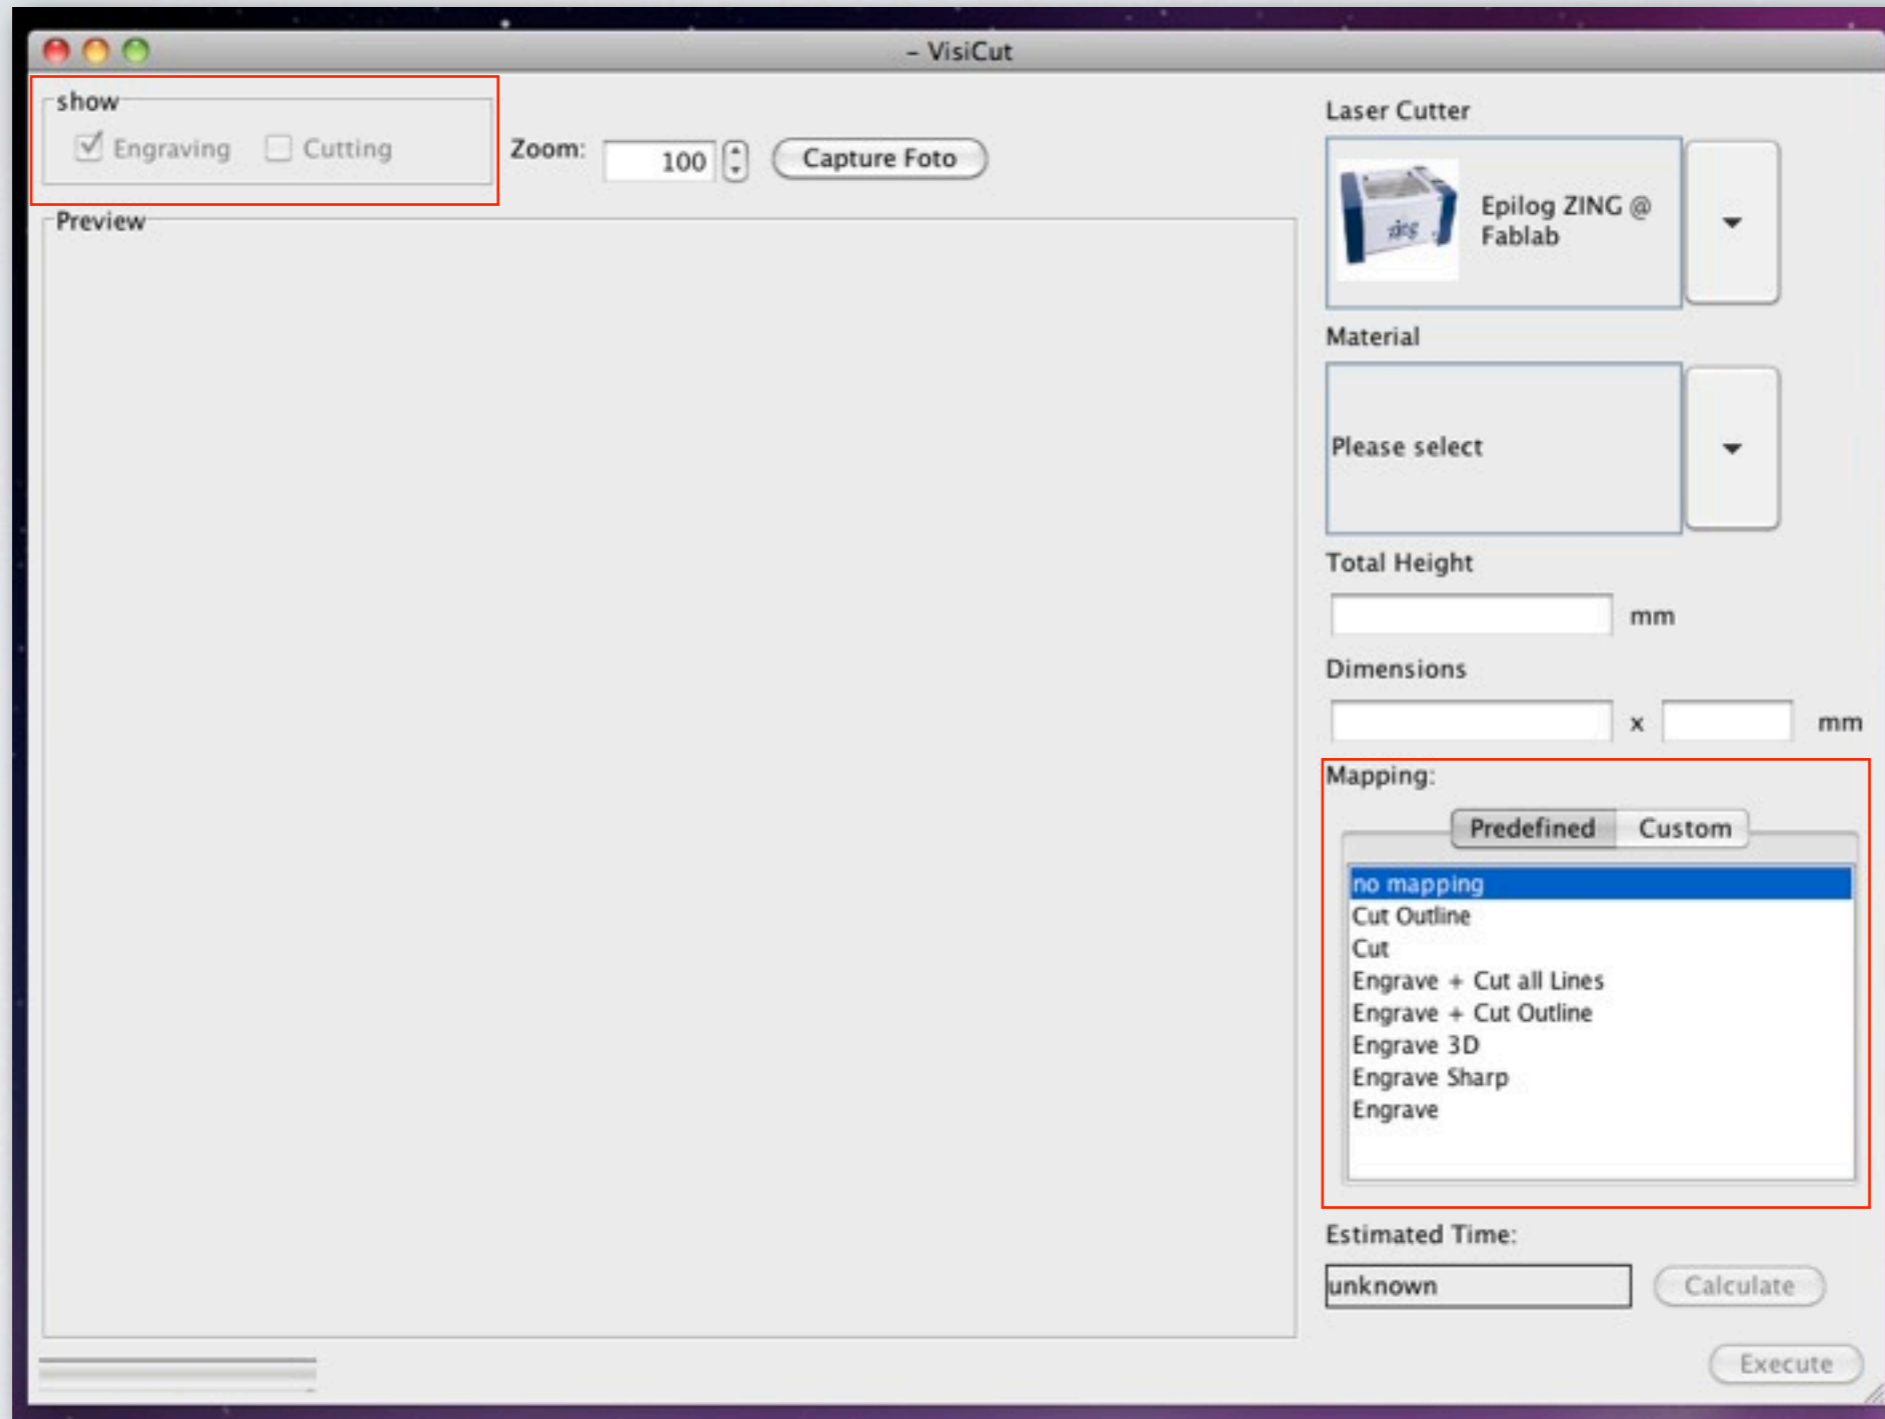 – VisiCut
show
Engraving Cutting
Zoom: 100 Capture Foto
Preview
Laser Cutter
zing
Epilog ZING @
Fablab
Material
Please select
Total Height
mm
Dimensions
x mm
Mapping:
Predefined Custom
no mapping
Cut Outline
Cut
Engrave + Cut all Lines
Engrave + Cut Outline
Engrave 3D
Engrave Sharp
Engrave
Estimated Time:
unknown Calculate
Execute